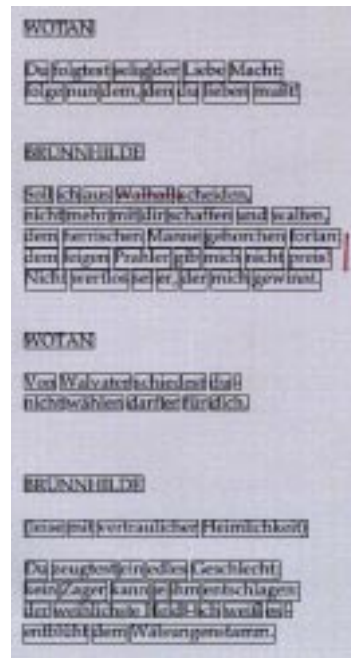 WOTAN
Du folgtest selig der Liebe Macht:
folge nun dem, den du lieben mußt!
BRÜNNHILDE
Soll ich aus Walhall scheiden,
nicht mehr mit dir schaffen und walten,
dem herrischen Manne gehorchen fortan:
dem feigen Prahler gib mich nicht preis!
Nicht wertlos sei er, der mich gewinnt.
WOTAN
Von Walvater schiedest du -
nicht wählen darf er für dich.
BRÜNNHILDE
(leise mit vertraulicher Heimlichkeit)
Du zeugtest ein edles Geschlecht;
kein Zager kann je ihm entschlagen:
der weihlichste Held - ich weiß es -
entblüht dem Wälsungenstamm.